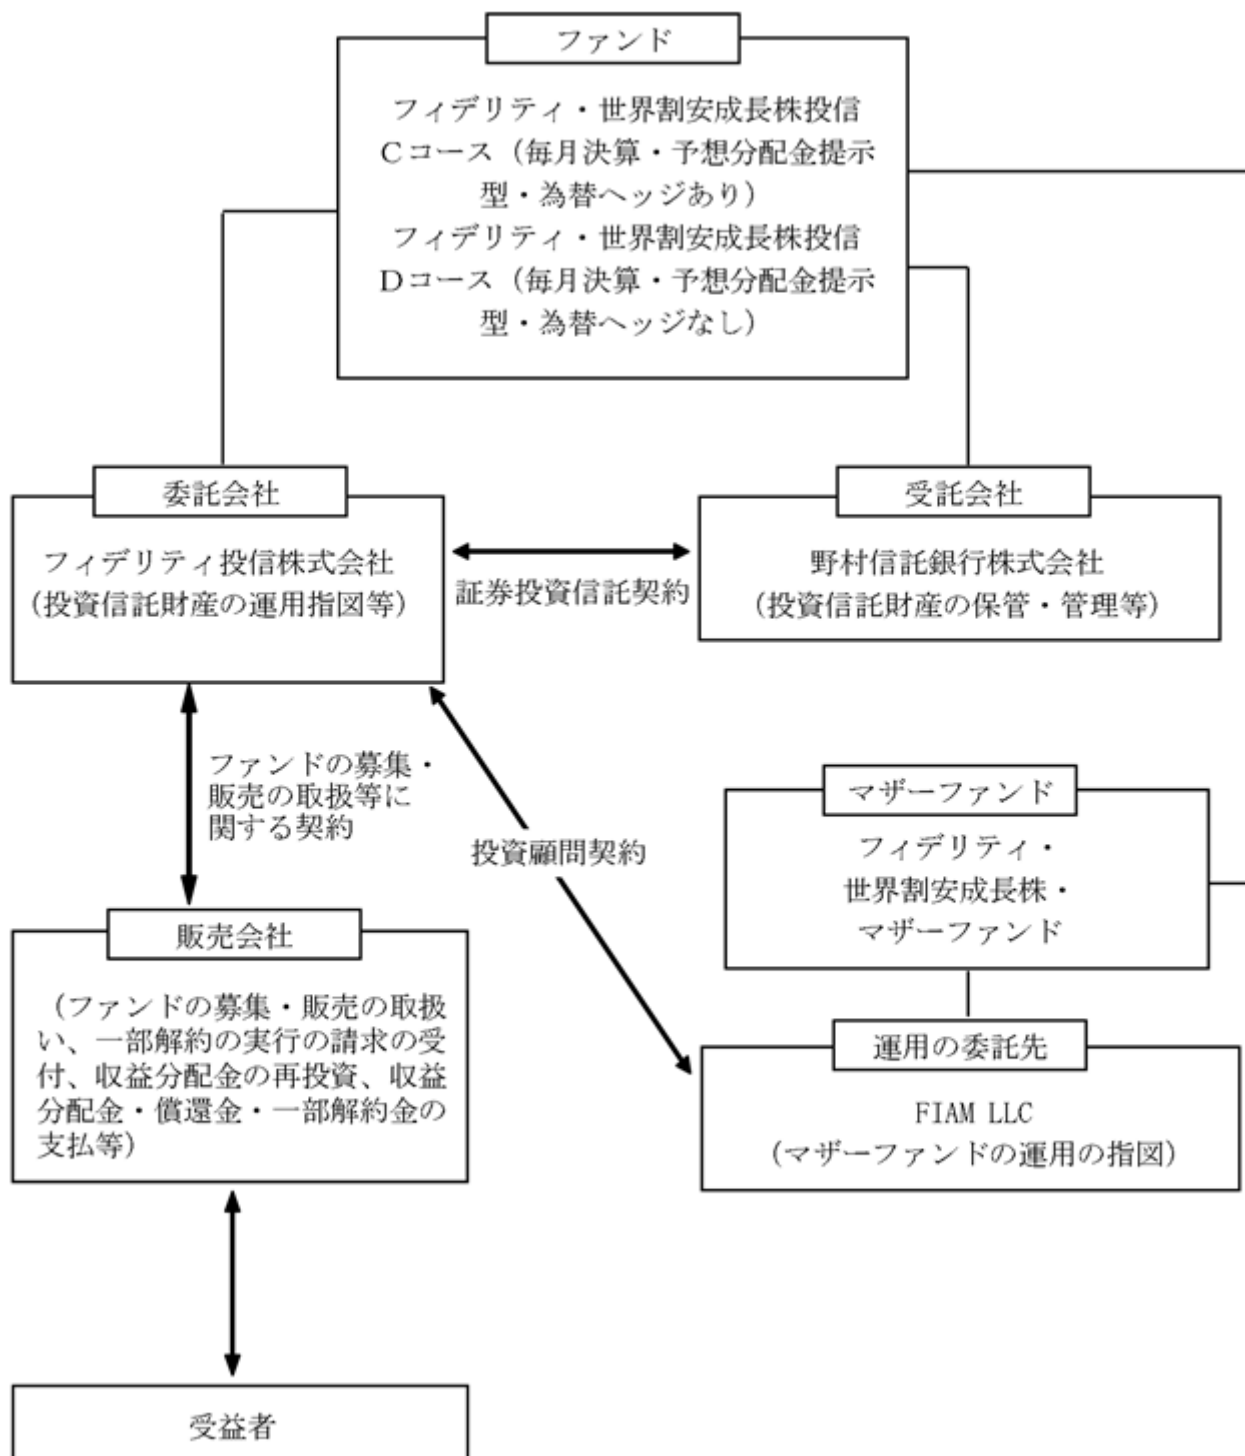 ファンド
フィデリティ・世界割安成長株投信
Ｃコース（毎月決算・予想分配金提示
型・為替ヘッジあり）
フィデリティ・世界割安成長株投信
Ｄコース（毎月決算・予想分配金提示
型・為替ヘッジなし）
委託会社
フィデリティ投信株式会社
（投資信託財産の運用指図等）
証券投資信託契約
受託会社
野村信託銀行株式会社
（投資信託財産の保管・管理等）
ファンドの募集・
販売の取扱等に
関する契約
投資顧問契約
マザーファンド
フィデリティ・
世界割安成長株・
マザーファンド
販売会社
（ファンドの募集・販売の取扱
い、一部解約の実行の請求の受
付、収益分配金の再投資、収益
分配金・償還金・一部解約金の
支払等）
運用の委託先
FIAM LLC
（マザーファンドの運用の指図）
受益者